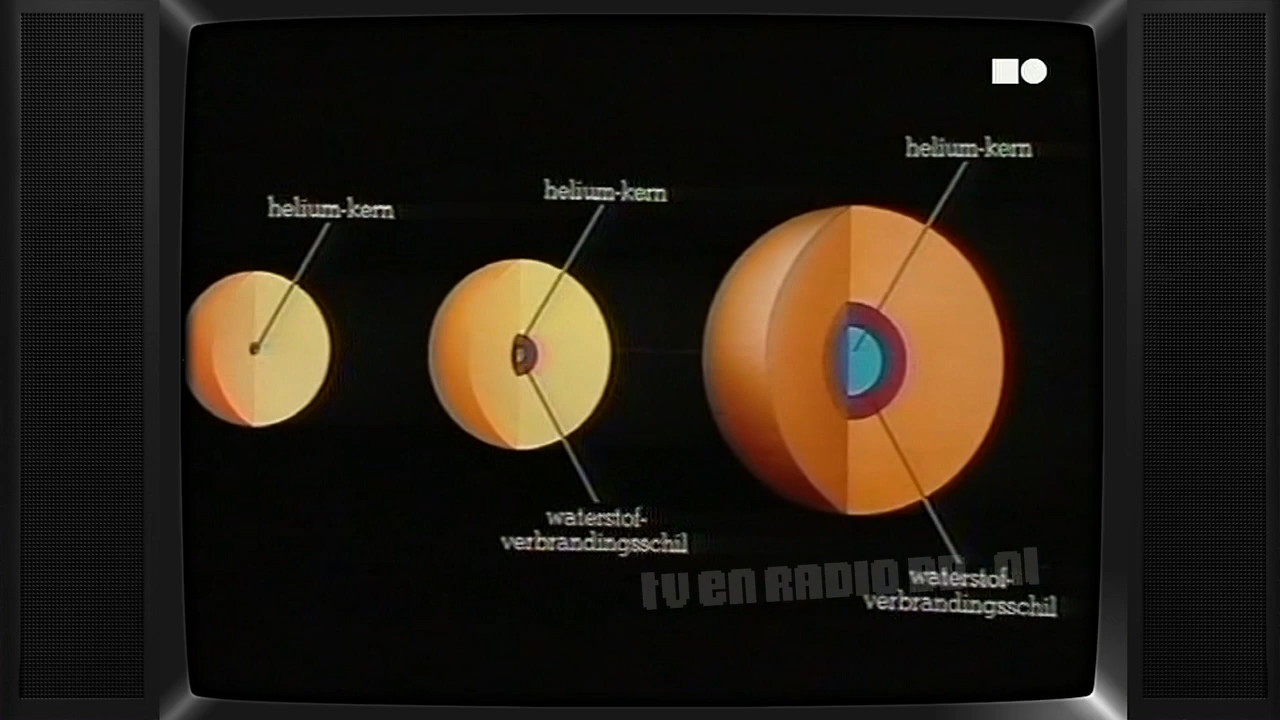 helium-kern
helium-kern
helium-kern
waterstof-
verbrandingsschil
waterstof-
verbrandingsschil
tv en RADIO